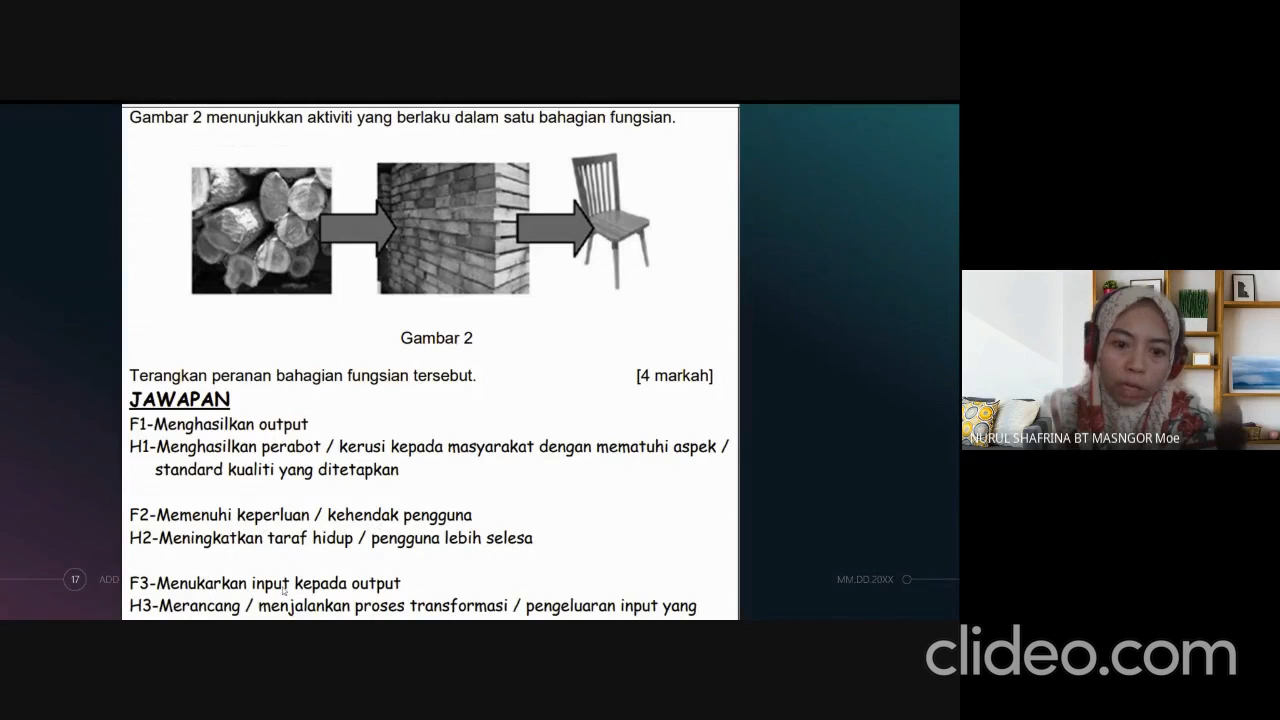 Gambar 2 menunjukkan aktiviti yang berlaku dalam satu bahagian fungsian.
Gambar 2
Terangkan peranan bahagian fungsian tersebut. [4 markah]
JAWAPAN
F1-Menghasilkan output
H1-Menghasilkan perabot / kerusi kepada masyarakat dengan mematuhi aspek /
standard kualiti yang ditetapkan
F2-Memenuhi keperluan / kehendak pengguna
H2-Meningkatkan taraf hidup / pengguna lebih selesa
F3-Menukarkan input kepada output
H3-Merancang / menjalankan proses transformasi / pengeluaran input yang
17 ADD
MM.DD.20XX
NURUL SHAFRINA BT MASNGOR Moe
clideo.com